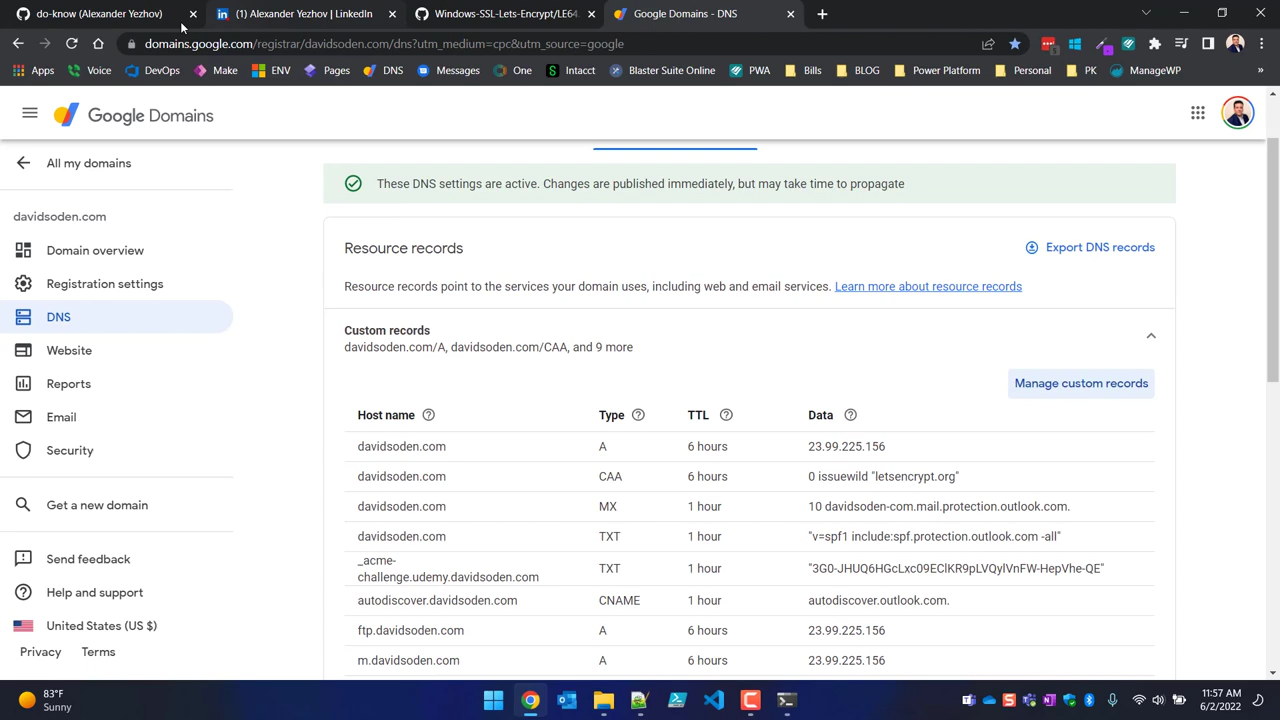 do-know (Alexander Yezhov)
(1) Alexander Yezhov | LinkedIn
Windows-SSL-Lets-Encrypt/LE64
Google Domains - DNS
domains.google.com/registrar/davidsoden.com/dns?utm_medium=cpc&utm_source=google
Apps
Voice
DevOps
Make
ENV
Pages
DNS
Messages
One
Intacct
Blaster Suite Online
PWA
Bills
BLOG
Power Platform
Personal
PK
ManageWP
»
Google Domains
All my domains
davidsoden.com
Domain overview
Registration settings
DNS
Website
Reports
Email
Security
Get a new domain
Send feedback
Help and support
United States (US $)
Privacy Terms
These DNS settings are active. Changes are published immediately, but may take time to propagate
Resource records
Export DNS records
Resource records point to the services your domain uses, including web and email services. Learn more about resource records
Custom records
davidsoden.com/A, davidsoden.com/CAA, and 9 more
Manage custom records
Host name Type TTL Data
davidsoden.com A 6 hours 23.99.225.156
davidsoden.com CAA 6 hours 0 issuewild "letsencrypt.org"
davidsoden.com MX 1 hour 10 davidsoden-com.mail.protection.outlook.com.
davidsoden.com TXT 1 hour "v=spf1 include:spf.protection.outlook.com -all"
_acme-
challenge.udemy.davidsoden.com TXT 1 hour "3G0-JHUQ6HGcLxc09EClKR9pLVQylVnFW-HepVhe-QE"
autodiscover.davidsoden.com CNAME 1 hour autodiscover.outlook.com.
ftp.davidsoden.com A 6 hours 23.99.225.156
m.davidsoden.com A 6 hours 23.99.225.156
83°F
Sunny
11:57 AM
6/2/2022